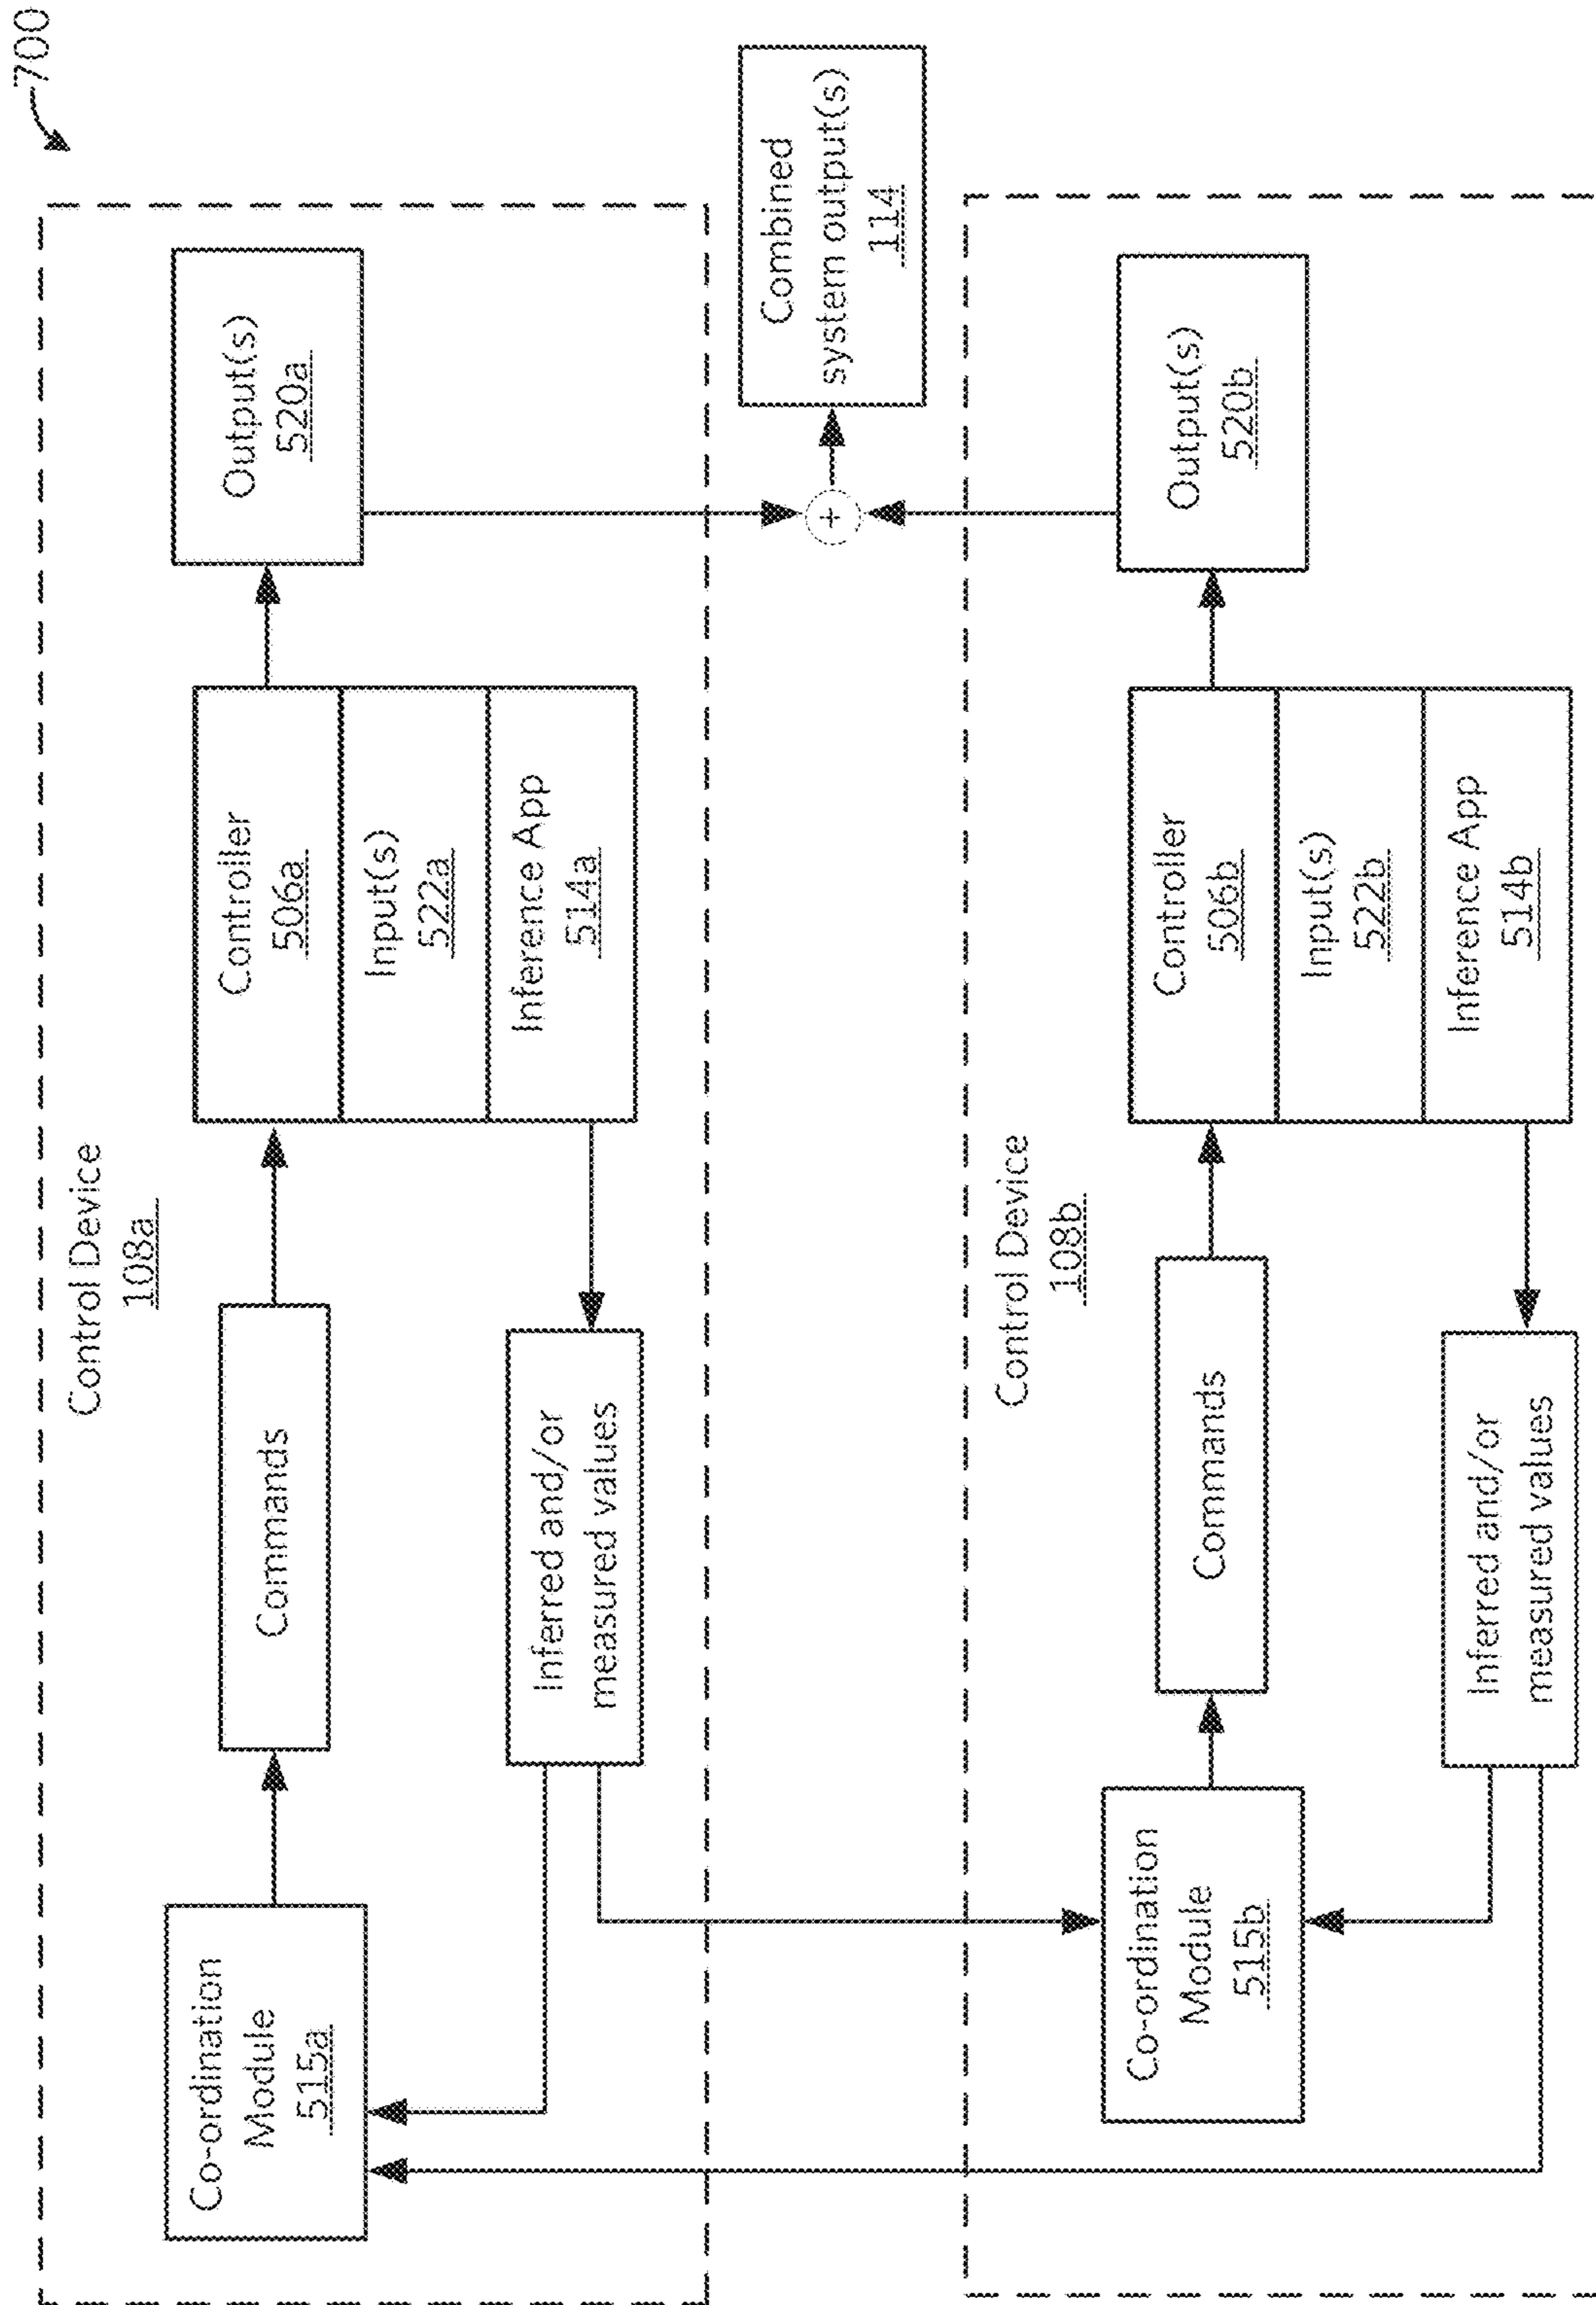 700
Control Device
108a
Co-ordination
Module
515a
Commands
Controller
506a
Input(s)
522a
Inference App
514a
Output(s)
520a
Inferred and/or
measured values
+
Combined
system output(s)
114
Control Device
108b
Co-ordination
Module
515b
Commands
Controller
506b
Input(s)
522b
Inference App
514b
Output(s)
520b
Inferred and/or
measured values